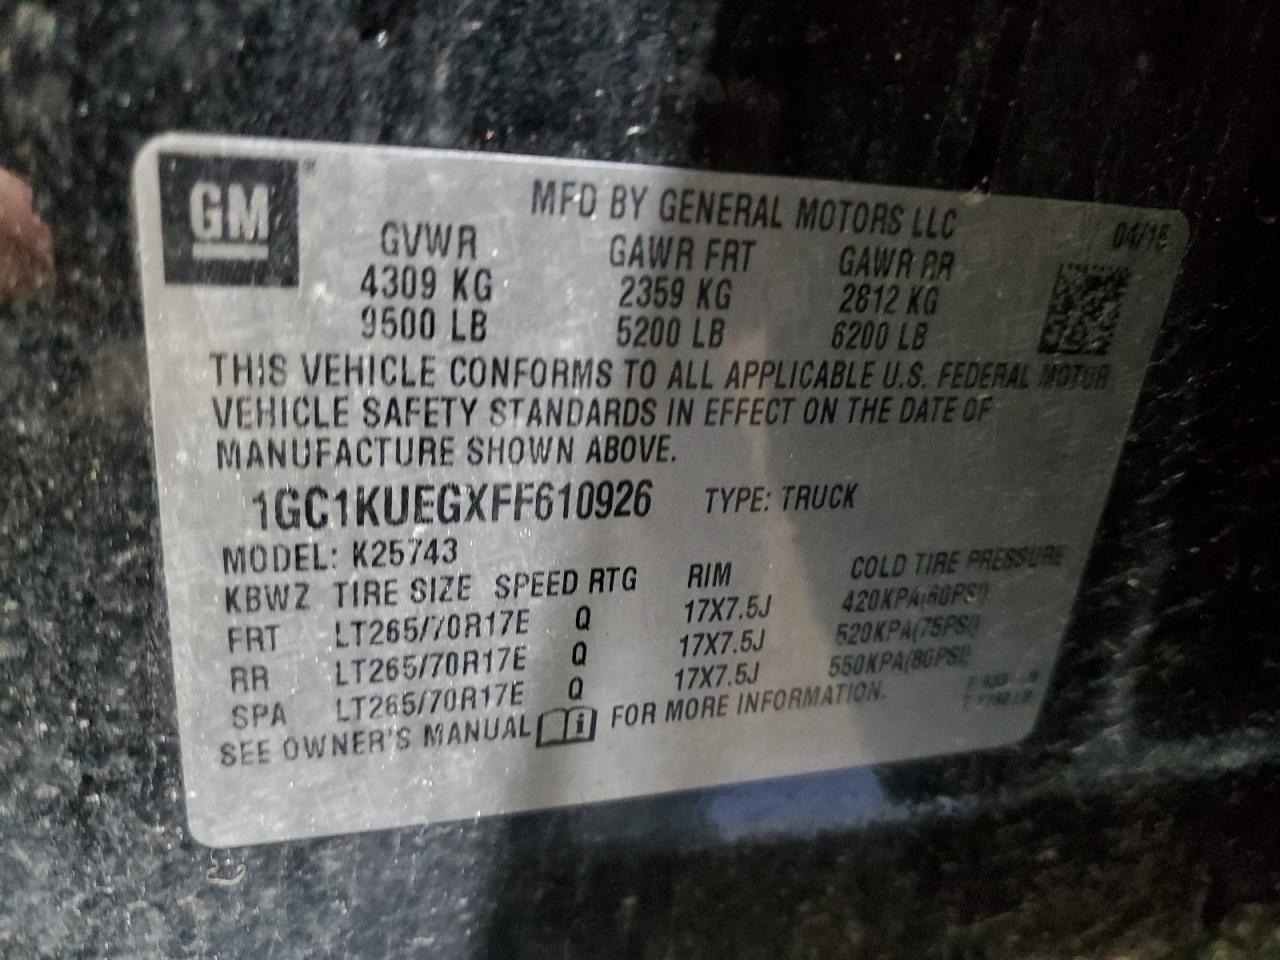 GM
MFD BY GENERAL MOTORS LLC
04/15
GVWR GAWR FRT GAWR RR
4309 KG 2359 KG 2812 KG
9500 LB 5200 LB 6200 LB
THIS VEHICLE CONFORMS TO ALL APPLICABLE U.S. FEDERAL MOTOR
VEHICLE SAFETY STANDARDS IN EFFECT ON THE DATE OF
MANUFACTURE SHOWN ABOVE.
1GC1KUEGXFF610926 TYPE: TRUCK
MODEL: K25743
KBWZ TIRE SIZE SPEED RTG RIM COLD TIRE PRESSURE
FRT LT265/70R17E Q 17X7.5J 420KPA(60PSI)
RR LT265/70R17E Q 17X7.5J 520KPA(75PSI)
SPA LT265/70R17E Q 17X7.5J 550KPA(80PSI)
SEE OWNER'S MANUAL FOR MORE INFORMATION.